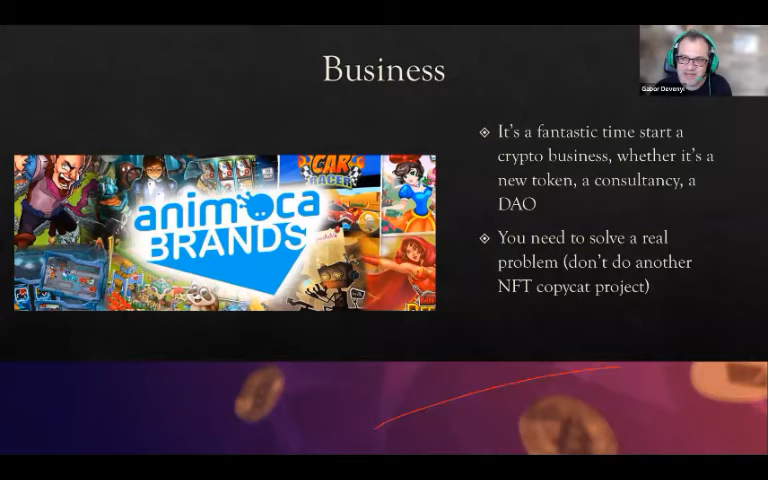 Business
Gabor Devenyi
◈ It's a fantastic time start a
crypto business, whether it's a
new token, a consultancy, a
DAO
◈ You need to solve a real
problem (don't do another
NFT copycat project)
CAR
RACER
animoca
BRANDS